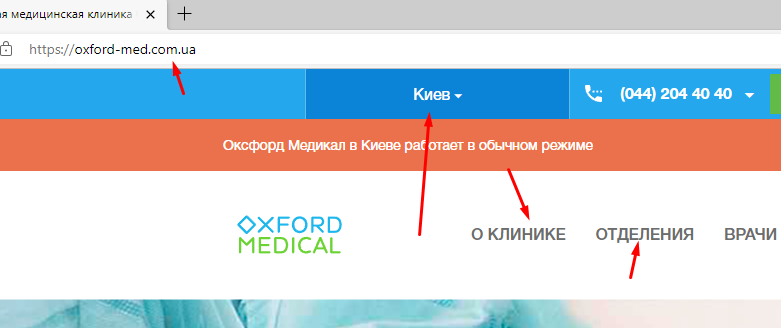 ая медицинская клиника
https://oxford-med.com.ua
Киев
(044) 204 40 40
Оксфорд Медикал в Киеве работает в обычном режиме
OXFORD
MEDICAL
О КЛИНИКЕ
ОТДЕЛЕНИЯ
ВРАЧИ